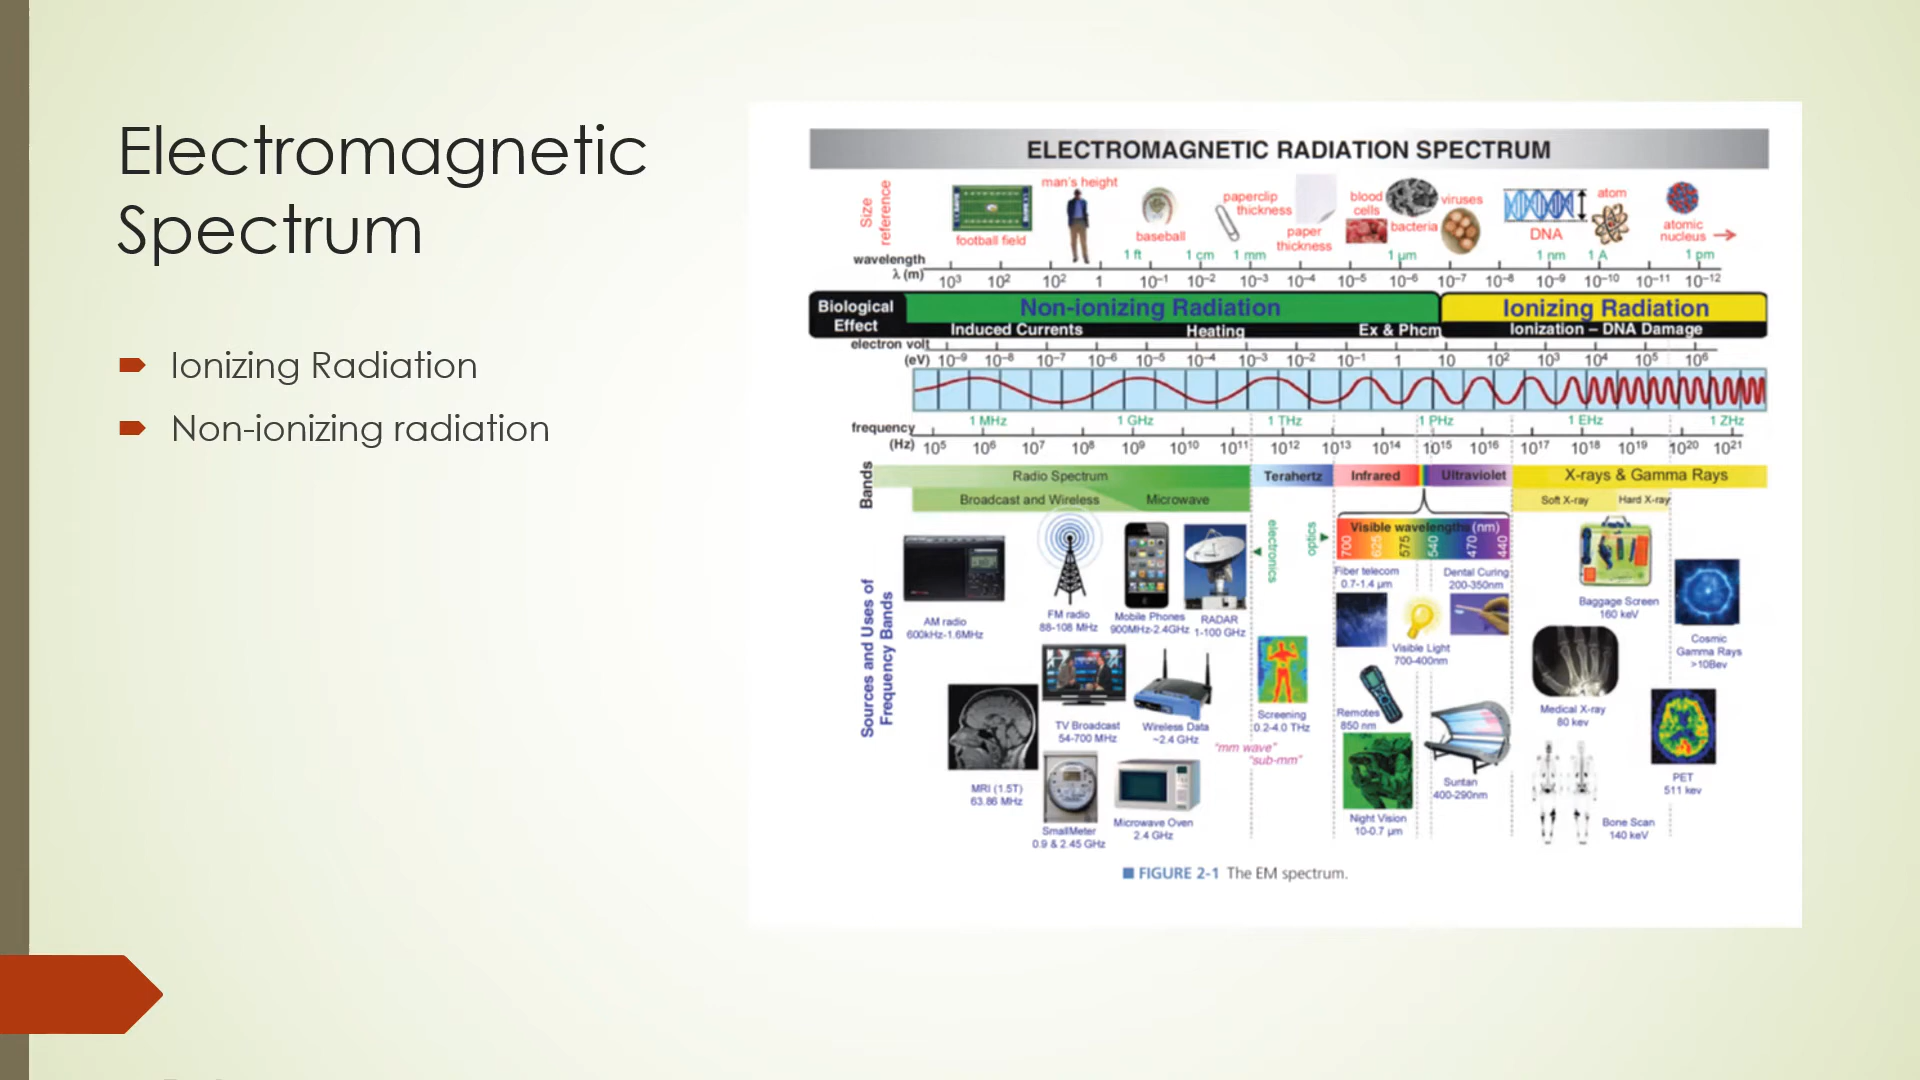 Electromagnetic
Spectrum
Ionizing Radiation
Non-ionizing radiation
ELECTROMAGNETIC RADIATION SPECTRUM
Size reference
football field
man's height
baseball
paperclip thickness
paper thickness
blood cells
bacteria
viruses
DNA
atom
atomic nucleus
1 ft 1 cm 1 mm 1 µm 1 nm 1 A 1 pm
wavelength λ (m)
10³ 10² 10² 1 10⁻¹ 10⁻² 10⁻³ 10⁻⁴ 10⁻⁵ 10⁻⁶ 10⁻⁷ 10⁻⁸ 10⁻⁹ 10⁻¹⁰ 10⁻¹¹ 10⁻¹²
Biological Effect
Non-ionizing Radiation
Ionizing Radiation
Induced Currents Heating Ex & Phcm Ionization – DNA Damage
electron volt (eV)
10⁻⁹ 10⁻⁸ 10⁻⁷ 10⁻⁶ 10⁻⁵ 10⁻⁴ 10⁻³ 10⁻² 10⁻¹ 1 10 10² 10³ 10⁴ 10⁵ 10⁶
1 MHz 1 GHz 1 THz 1 PHz 1 EHz 1 ZHz
frequency (Hz)
10⁵ 10⁶ 10⁷ 10⁸ 10⁹ 10¹⁰ 10¹¹ 10¹² 10¹³ 10¹⁴ 10¹⁵ 10¹⁶ 10¹⁷ 10¹⁸ 10¹⁹ 10²⁰ 10²¹
Bands
Radio Spectrum Terahertz Infrared Ultraviolet X-rays & Gamma Rays
Broadcast and Wireless Microwave Soft X-ray Hard X-ray
Sources and Uses of Frequency Bands
electronics
optics
Visible wavelengths (nm)
700 625 575 540 470 440
AM radio
600kHz-1.6MHz
FM radio
88-108 MHz
Mobile Phones
900MHz-2.4GHz
RADAR
1-100 GHz
Fiber telecom
0.7-1.4 µm
Dental Curing
200-350nm
Baggage Screen
160 keV
Cosmic
Gamma Rays
>10Bev
Visible Light
700-400nm
TV Broadcast
54-700 MHz
Wireless Data
~2.4 GHz
Screening
0.2-4.0 THz
"mm wave"
"sub-mm"
Remotes
850 nm
Medical X-ray
80 kev
MRI (1.5T)
63.86 MHz
SmallMeter
0.9 & 2.45 GHz
Microwave Oven
2.4 GHz
Night Vision
10-0.7 µm
Suntan
400-290nm
PET
511 kev
Bone Scan
140 keV
FIGURE 2-1 The EM spectrum.